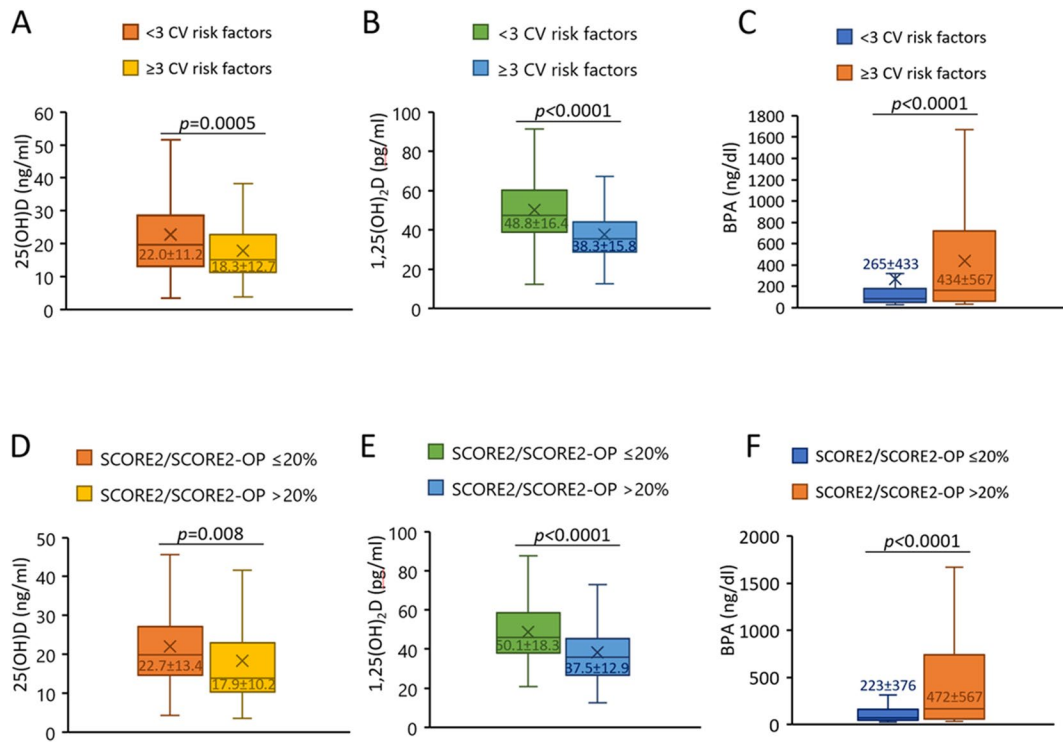 A
<3 CV risk factors
≥3 CV risk factors
25(OH)D (ng/ml)
60
50
40
30
20
10
0
p=0.0005
22.0±11.2
18.3±12.7
B
<3 CV risk factors
≥3 CV risk factors
1,25(OH)₂D (pg/ml)
100
80
60
40
20
0
p<0.0001
48.8±16.4
38.3±15.8
C
<3 CV risk factors
≥3 CV risk factors
BPA (ng/dl)
1800
1600
1400
1200
1000
800
600
400
200
0
p<0.0001
265±433
434±567
D
SCORE2/SCORE2-OP ≤20%
SCORE2/SCORE2-OP >20%
25(OH)D (ng/ml)
50
40
30
20
10
0
p=0.008
22.7±13.4
17.9±10.2
E
SCORE2/SCORE2-OP ≤20%
SCORE2/SCORE2-OP >20%
1,25(OH)₂D (pg/ml)
100
80
60
40
20
0
p<0.0001
50.1±18.3
37.5±12.9
F
SCORE2/SCORE2-OP ≤20%
SCORE2/SCORE2-OP >20%
BPA (ng/dl)
2000
1500
1000
500
0
p<0.0001
223±376
472±567